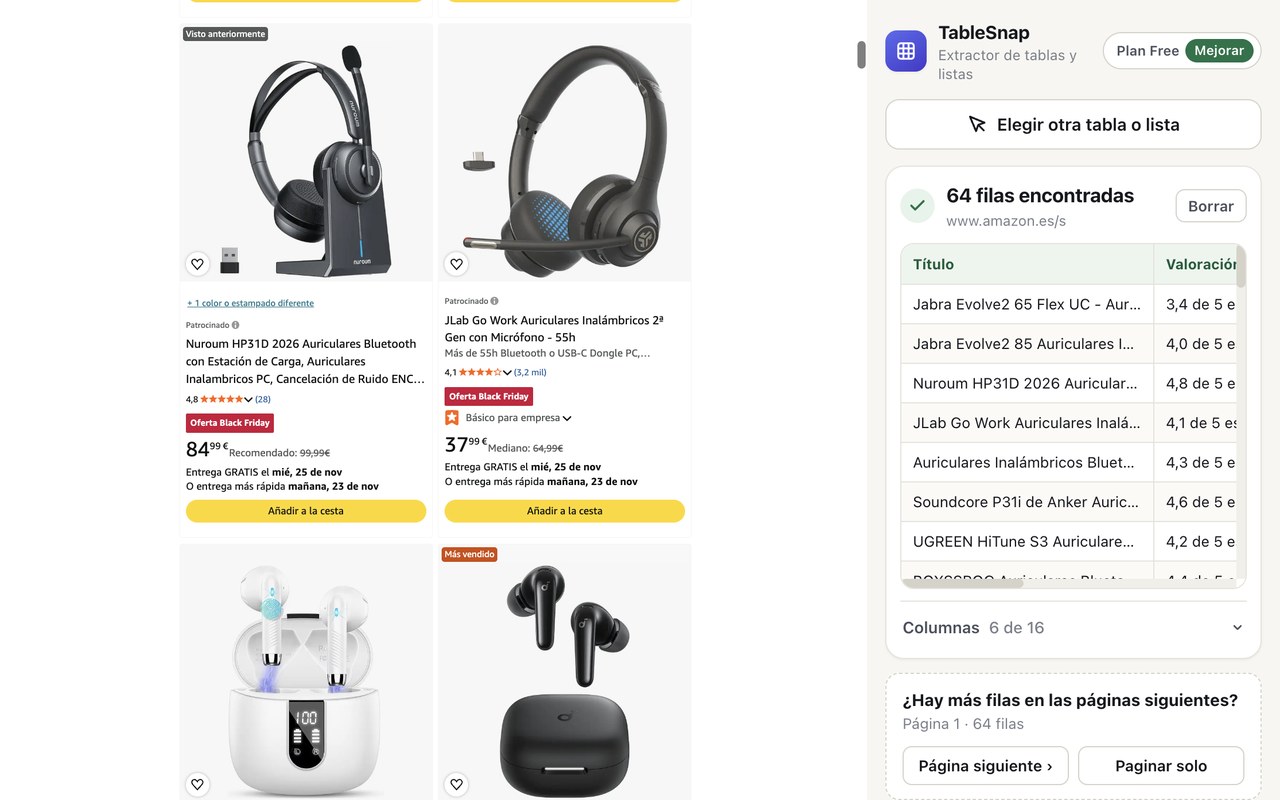 Visto anteriormente
nuroum
nuroum
+ 1 color o estampado diferente
Patrocinado
Nuroum HP31D 2026 Auriculares Bluetooth
con Estación de Carga, Auriculares
Inalambricos PC, Cancelación de Ruido ENC...
4,8 (28)
Oferta Black Friday
84 99 € Recomendado: 99,99€
Entrega GRATIS el mié, 25 de nov
O entrega más rápida mañana, 23 de nov
Añadir a la cesta
Patrocinado
JLab Go Work Auriculares Inalámbricos 2ª
Gen con Micrófono - 55h
Más de 55h Bluetooth o USB-C Dongle PC,...
4,1 (3,2 mil)
Oferta Black Friday
Básico para empresa
37 99 € Mediano: 64,99€
Entrega GRATIS el mié, 25 de nov
O entrega más rápida mañana, 23 de nov
Añadir a la cesta
100
Más vendido
TableSnap
Extractor de tablas y
listas
Plan Free Mejorar
Elegir otra tabla o lista
64 filas encontradas
www.amazon.es/s
Borrar
Título Valoración
Jabra Evolve2 65 Flex UC - Aur... 3,4 de 5 e
Jabra Evolve2 85 Auriculares I... 4,0 de 5 e
Nuroum HP31D 2026 Auricular... 4,8 de 5 e
JLab Go Work Auriculares Inalá... 4,1 de 5 es
Auriculares Inalámbricos Bluet... 4,3 de 5 e
Soundcore P31i de Anker Auric... 4,6 de 5 e
UGREEN HiTune S3 Auriculare... 4,2 de 5 e
Columnas 6 de 16
¿Hay más filas en las páginas siguientes?
Página 1 · 64 filas
Página siguiente ›
Paginar solo